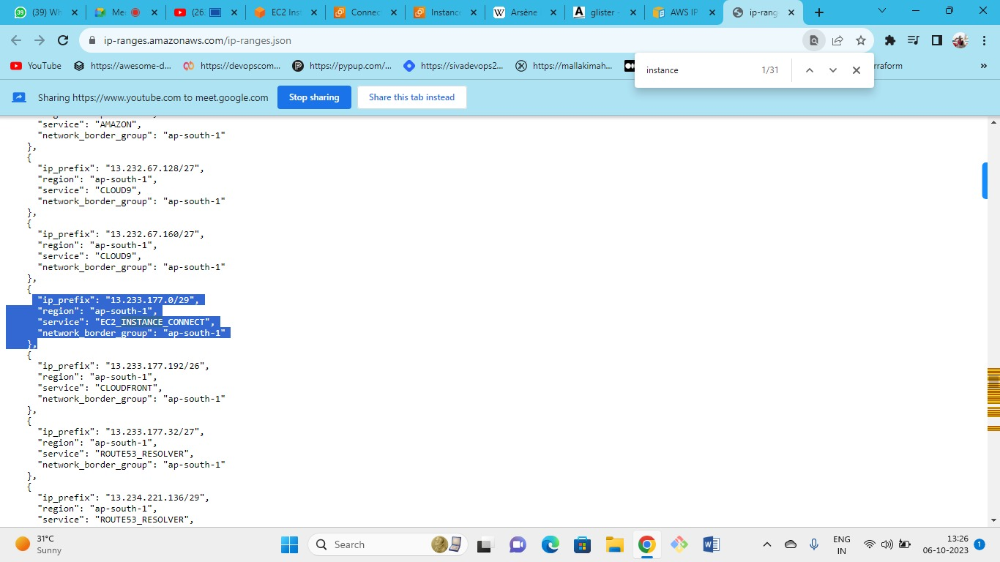 39
(39) Wh
Me
(26
EC2 Inst
Connec
Instanc
Arsène
glister -
AWS IP
ip-rang
ip-ranges.amazonaws.com/ip-ranges.json
YouTube
https://awesome-d...
https://devopscom...
https://pypup.com/...
https://sivadevops2...
https://mallakimah...
rraform
»
instance
1/31
Sharing https://www.youtube.com to meet.google.com
Stop sharing
Share this tab instead
"service": "AMAZON",
"network_border_group": "ap-south-1"
},
{
"ip_prefix": "13.232.67.128/27",
"region": "ap-south-1",
"service": "CLOUD9",
"network_border_group": "ap-south-1"
},
{
"ip_prefix": "13.232.67.160/27",
"region": "ap-south-1",
"service": "CLOUD9",
"network_border_group": "ap-south-1"
},
{
"ip_prefix": "13.233.177.0/29",
"region": "ap-south-1",
"service": "EC2_INSTANCE_CONNECT",
"network_border_group": "ap-south-1"
},
{
"ip_prefix": "13.233.177.192/26",
"region": "ap-south-1",
"service": "CLOUDFRONT",
"network_border_group": "ap-south-1"
},
{
"ip_prefix": "13.233.177.32/27",
"region": "ap-south-1",
"service": "ROUTE53_RESOLVER",
"network_border_group": "ap-south-1"
},
{
"ip_prefix": "13.234.221.136/29",
"region": "ap-south-1",
"service": "ROUTE53_RESOLVER",
31°C
Sunny
Search
ENG
IN
13:26
06-10-2023
1